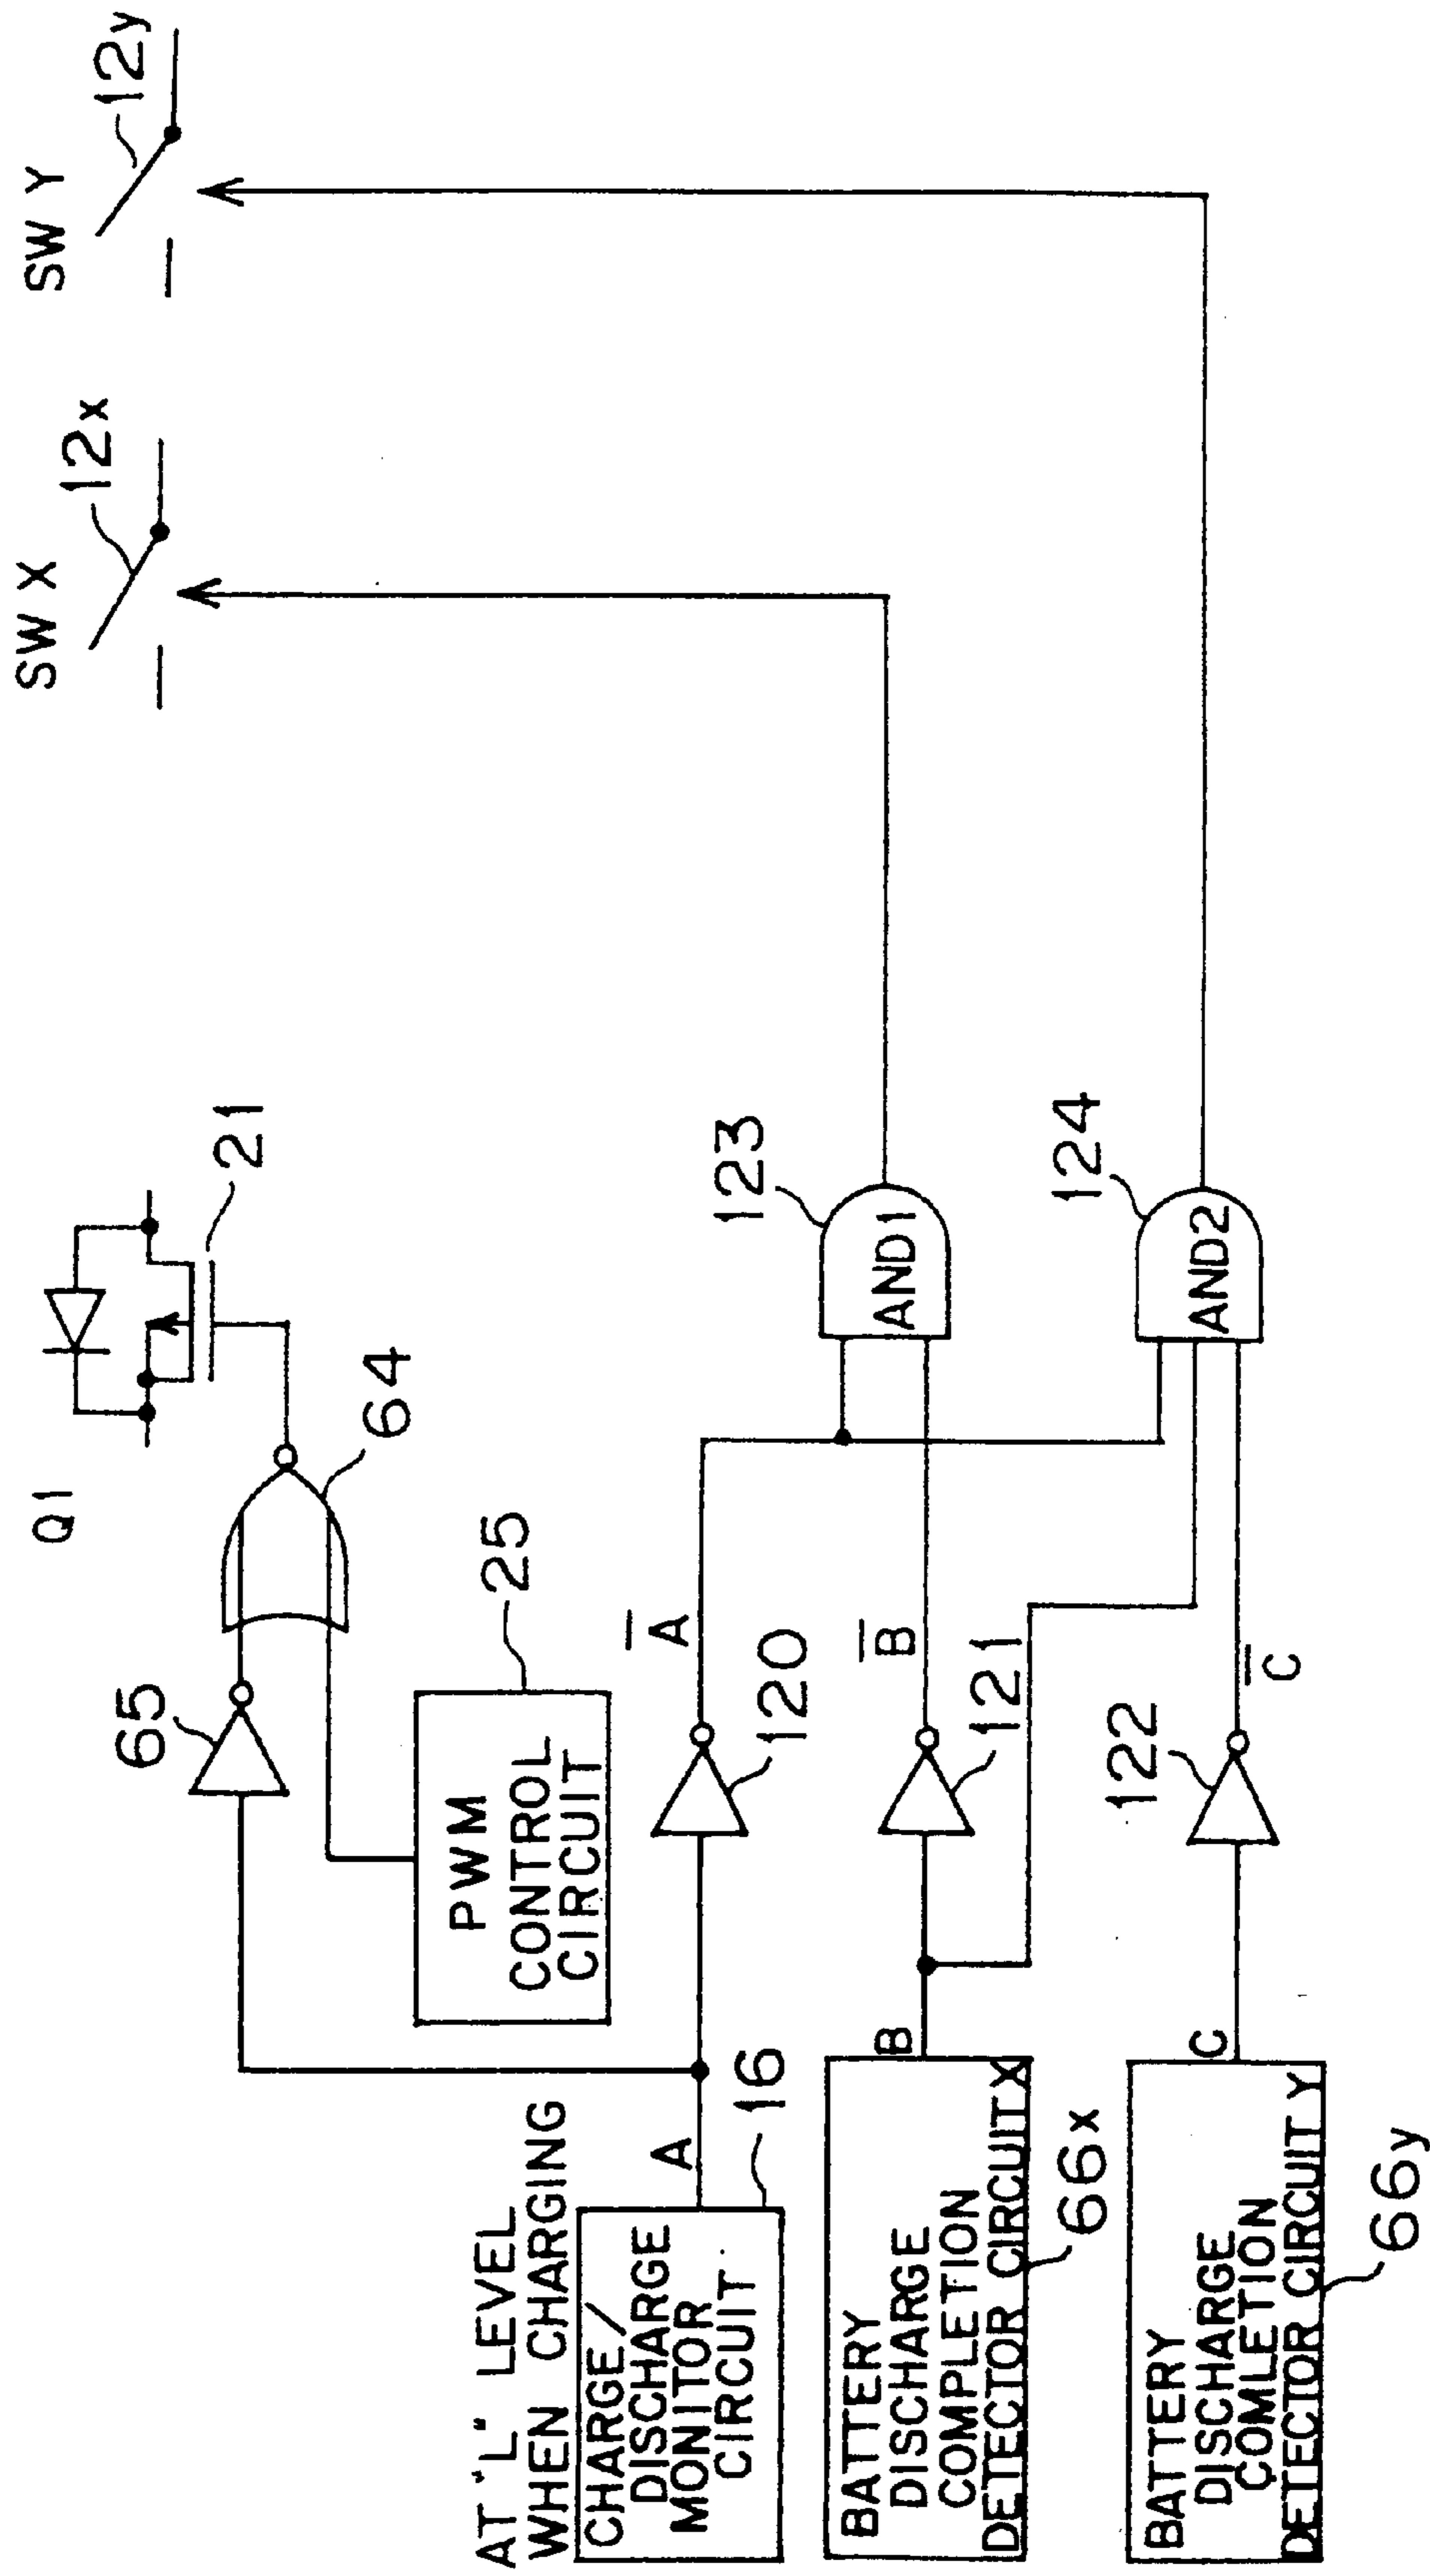 Q1
21
SW X
12x
SW Y
12y
65
64
PWM
CONTROL
CIRCUIT
25
AT "L" LEVEL
WHEN CHARGING
CHARGE/
DISCHARGE
MONITOR
CIRCUIT
16
A
120
A̅
BATTERY
DISCHARGE
COMPLETION
DETECTOR CIRCUIT X
66x
B
121
B̅
AND1
123
BATTERY
DISCHARGE
COMLETION
DETECTOR CIRCUIT Y
66y
C
122
C̅
AND2
124